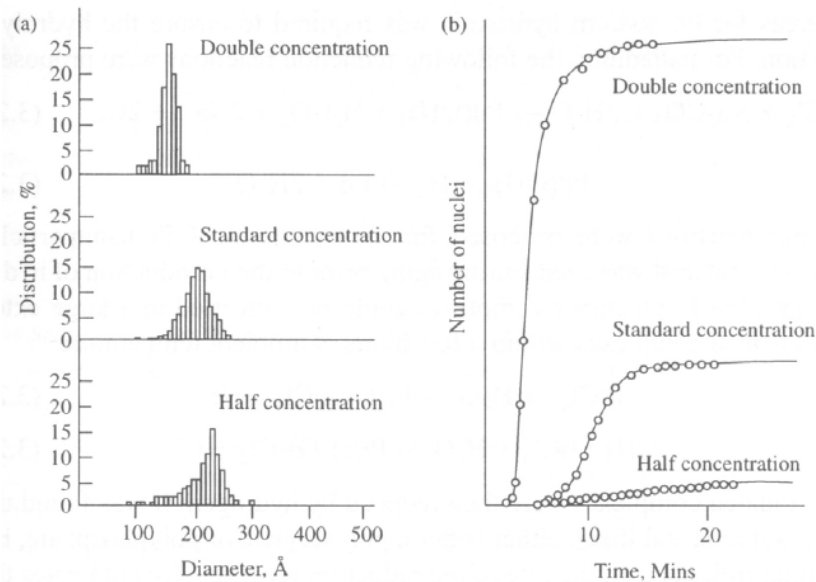 (a)
Double concentration
25
20
15
10
5
0
Standard concentration
25
20
15
10
5
0
Half concentration
25
20
15
10
5
0
100 200 300 400 500
Diameter, Å
Distribution, %
(b)
Double concentration
Standard concentration
Half concentration
Number of nuclei
10 20
Time, Mins